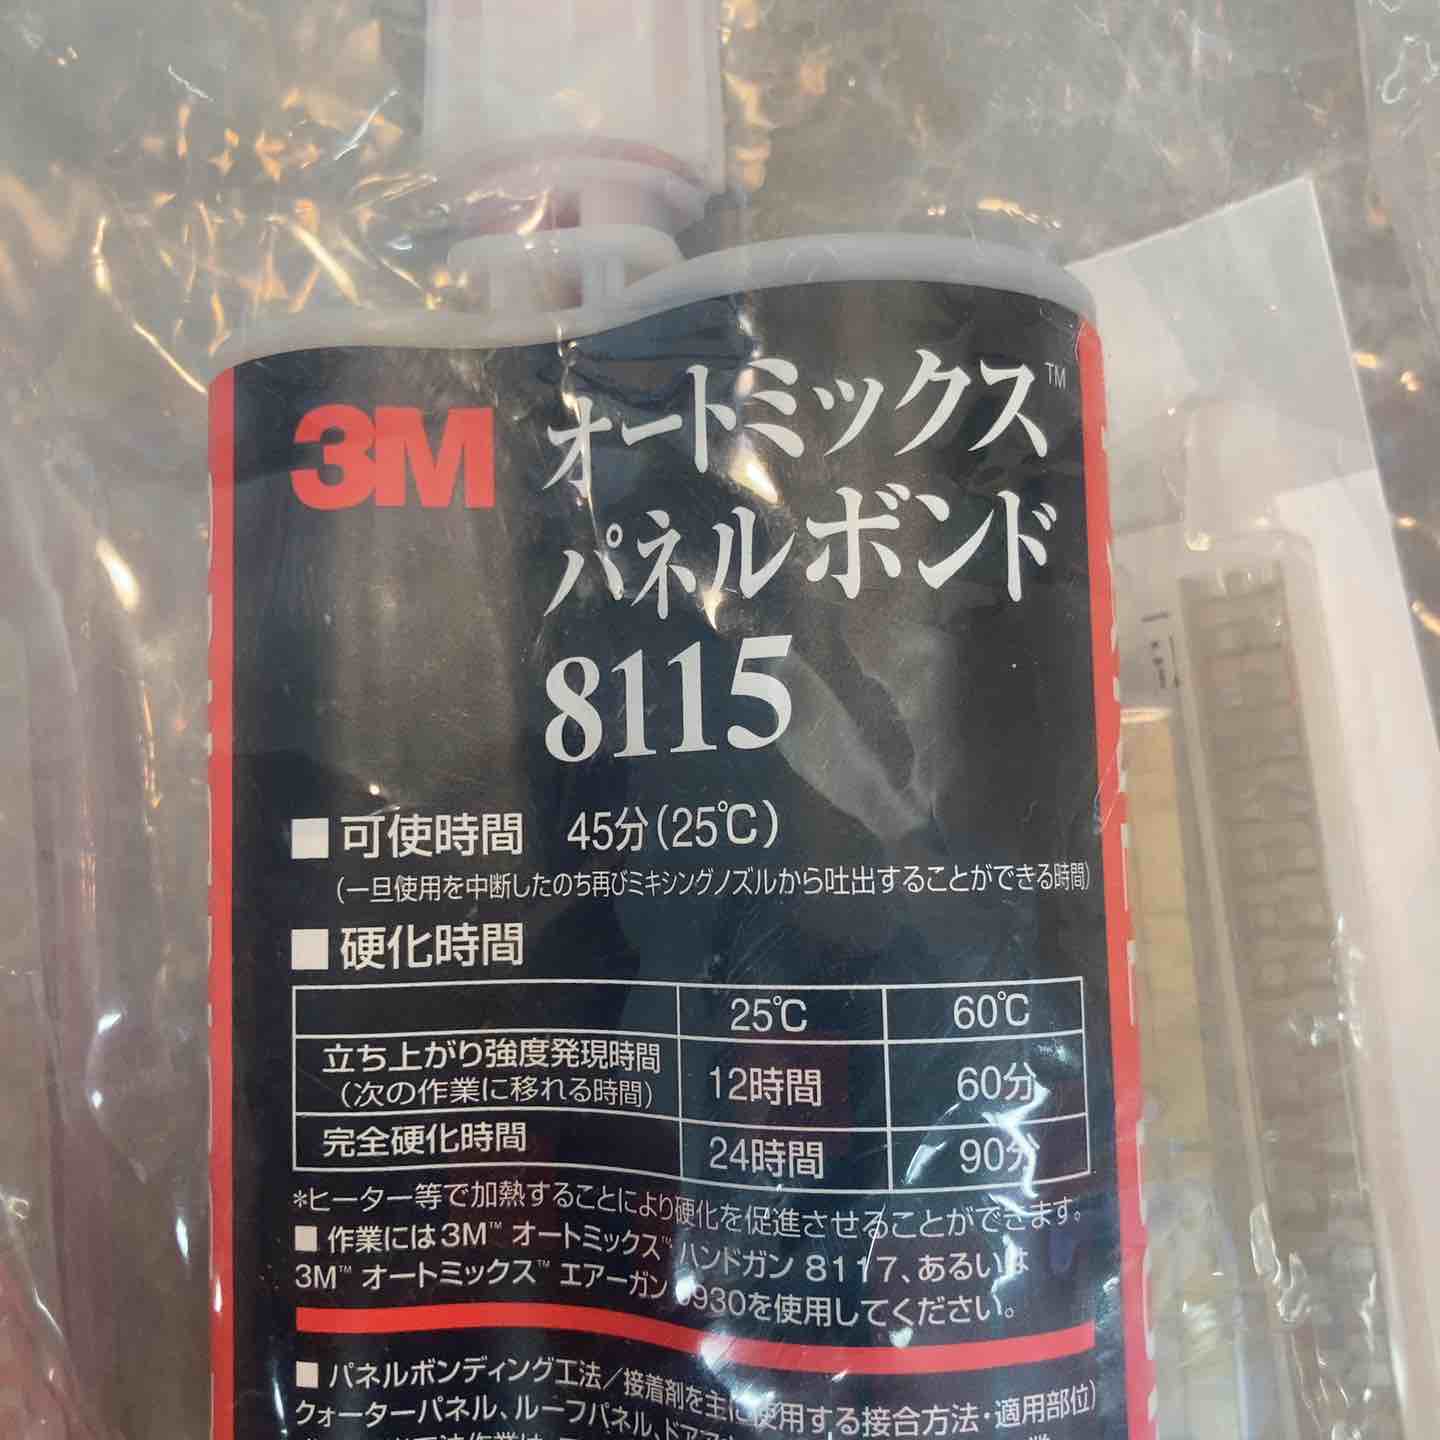 3M
オートミックス™
パネルボンド
8115
■可使時間 45分(25℃)
(一旦使用を中断したのち再びミキシングノズルから吐出することができる時間)
■硬化時間
25℃ 60℃
立ち上がり強度発現時間
(次の作業に移れる時間) 12時間 60分
完全硬化時間 24時間 90分
*ヒーター等で加熱することにより硬化を促進させることができます。
■作業には3M™ オートミックス™ ハンドガン 8117、あるいは
3M™ オートミックス™ エアーガン 930を使用してください。
■パネルボンディング工法/接着剤を主に使用する接合方法・適用部位)
クォーターパネル、ルーフパネル、ドア